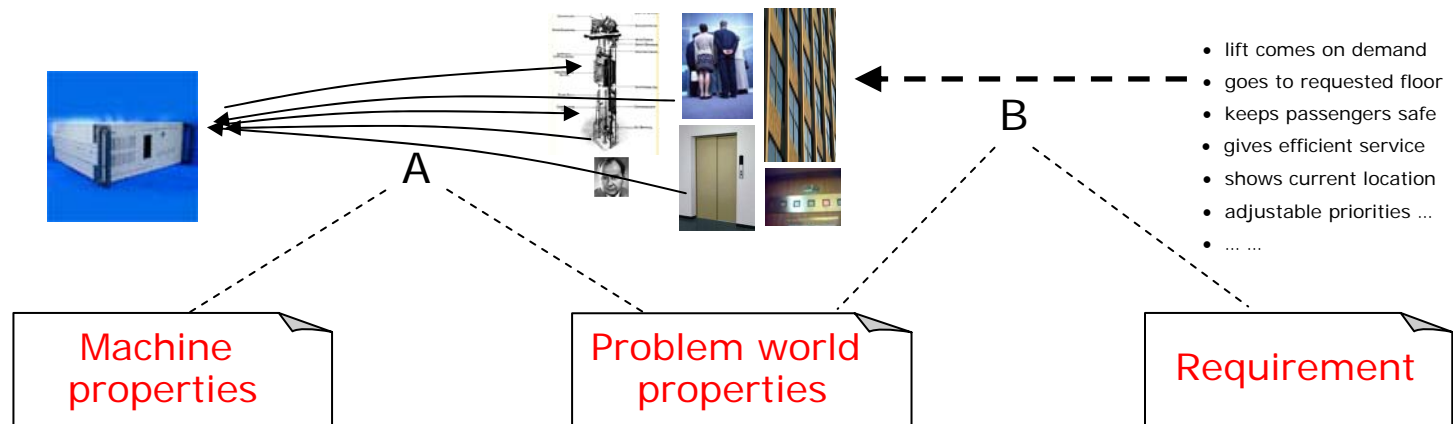 • lift comes on demand
• goes to requested floor
• keeps passengers safe
• gives efficient service
• shows current location
• adjustable priorities ...
• ... ...
A
B
Machine
properties
Problem world
properties
Requirement